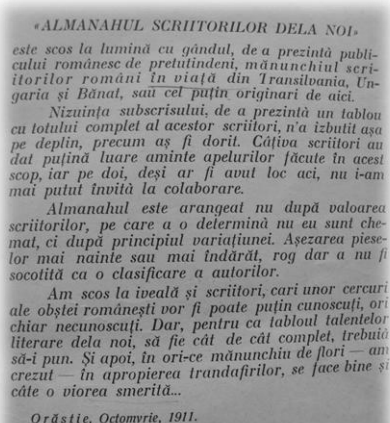 «ALMANAHUL SCRIITORILOR DELA NOI»
este scos la lumină cu gândul, de a prezintà publi-
cului românesc de pretutindeni, mănunchiul scri-
itorilor români în viață din Transilvania, Un-
garia și Bănat, sau cel puțin originari de aici.
Nizuința subscrisului, de a prezintà un tablou
cu totului complet al acestor scriitori, n'a izbutit așa
pe deplin, precum aș fi dorit. Câțiva scriitori au
dat puțină luare aminte apelurilor făcute în acest
scop, iar pe doi, deși ar fi avut loc aci, nu i-am
mai putut învità la colaborare.
Almanahul este arangeat nu după valoarea
scriitorilor, pe care a o determinà nu eu sunt che-
mat, ci după principiul variațiunei. Așezarea piese-
lor mai nainte sau mai îndărăt, rog dar a nu fi
socotită ca o clasificare a autorilor.
Am scos la iveală și scriitori, cari unor cercuri
ale obștei românești vor fi poate puțin cunoscuți, ori
chiar necunoscuți. Dar, pentru ca tabloul talentelor
literare dela noi, să fie cât de cât complet, trebuià
să-i pun. Și apoi, în ori-ce mănunchiu de flori — am
crezut — în apropierea trandafirilor, se face bine și
câte o viorea smerită...
Orăștie, Octomvrie, 1911.